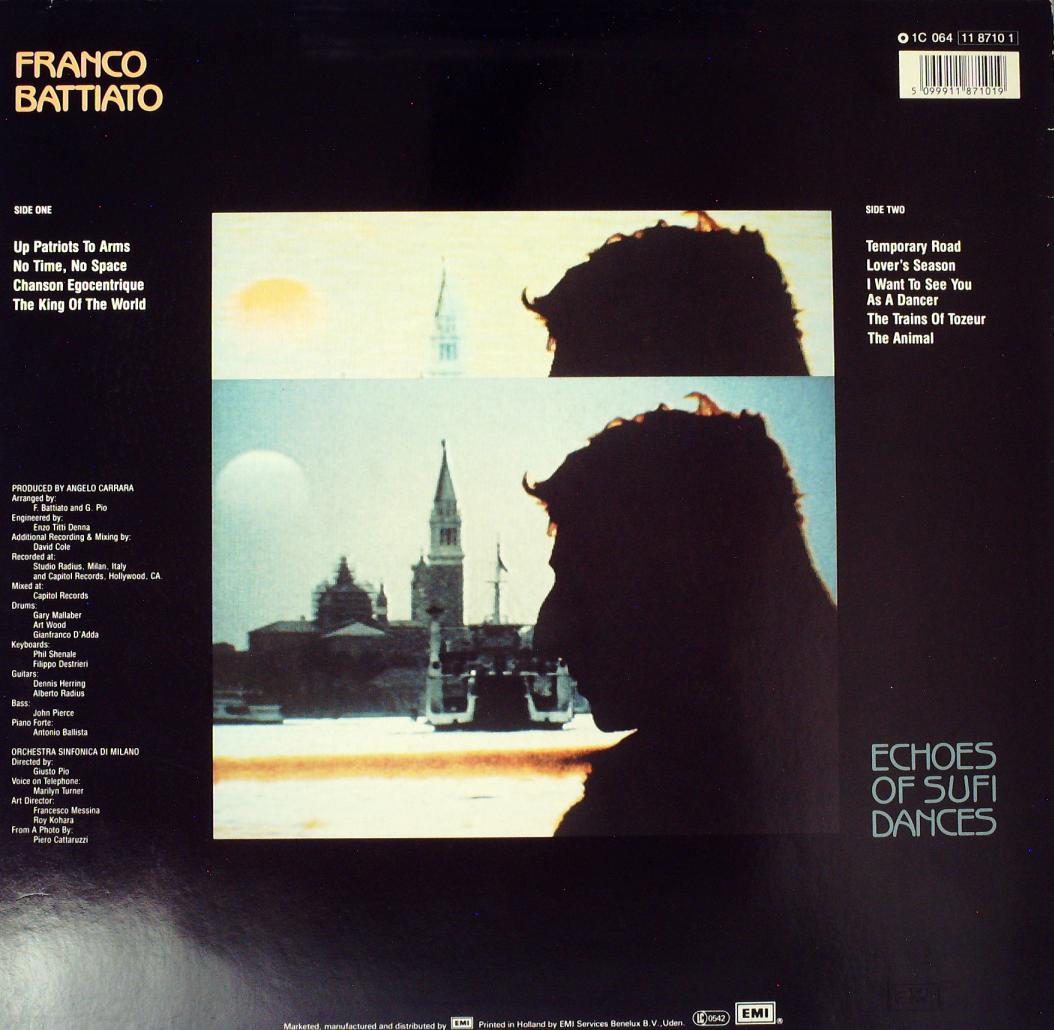 FRANCO
BATTIATO
1C 064 11 8710 1
5 099911 871019
SIDE ONE
Up Patriots To Arms
No Time, No Space
Chanson Egocentrique
The King Of The World
SIDE TWO
Temporary Road
Lover's Season
I Want To See You
As A Dancer
The Trains Of Tozeur
The Animal
PRODUCED BY ANGELO CARRARA
Arranged by:
F. Battiato and G. Pio
Engineered by:
Enzo Titti Denna
Additional Recording & Mixing by:
David Cole
Recorded at:
Studio Radius, Milan, Italy
and Capitol Records, Hollywood, CA.
Mixed at:
Capitol Records
Drums:
Gary Mallaber
Art Wood
Gianfranco D'Adda
Keyboards:
Phil Shenale
Filippo Destrieri
Guitars:
Dennis Herring
Alberto Radius
Bass:
John Pierce
Piano Forte:
Antonio Ballista
ORCHESTRA SINFONICA DI MILANO
Directed by:
Giusto Pio
Voice on Telephone:
Marilyn Turner
Art Director:
Francesco Messina
Roy Kohara
From A Photo By:
Piero Cattaruzzi
ECHOES
OF SUFI
DANCES
Marketed, manufactured and distributed by EMI Printed in Holland by EMI Services Benelux B.V., Uden. LC 0542 EMI ®